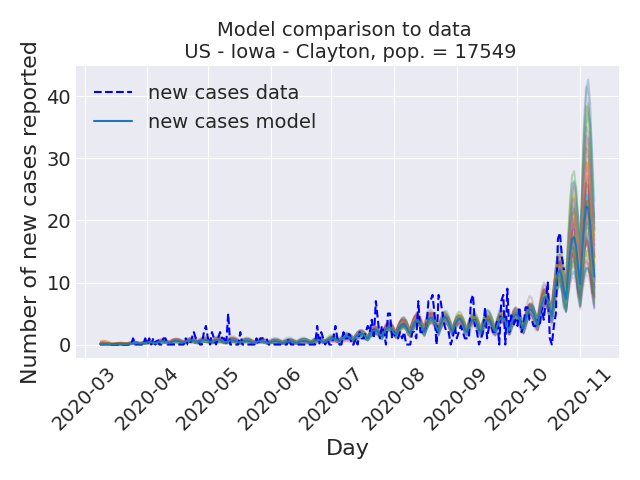 Model comparison to data
US - Iowa - Clayton, pop. = 17549
Number of new cases reported
40
30
20
10
0
new cases data
new cases model
2020-03
2020-04
2020-05
2020-06
2020-07
2020-08
2020-09
2020-10
2020-11
Day